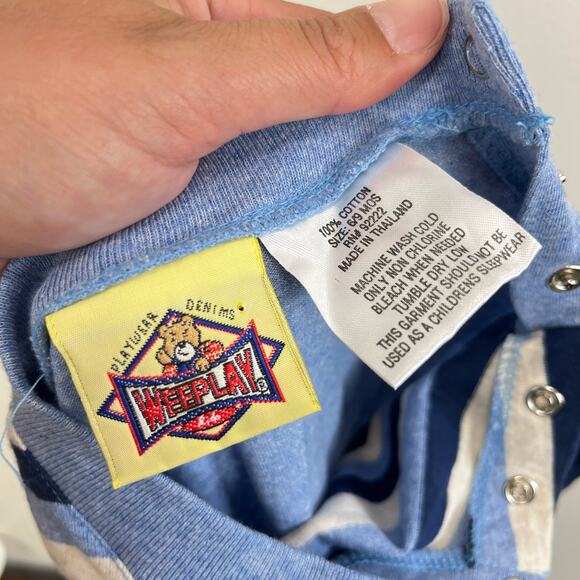 PLAYWEAR DENIMS
WEEPLAY®
100% COTTON
SIZE: 6/9 MOS
RN# 92222
MADE IN THAILAND
MACHINE WASH COLD
ONLY NON CHLORINE
BLEACH WHEN NEEDED
TUMBLE DRY LOW
THIS GARMENT SHOULD NOT BE
USED AS A CHILDRENS SLEEPWEAR